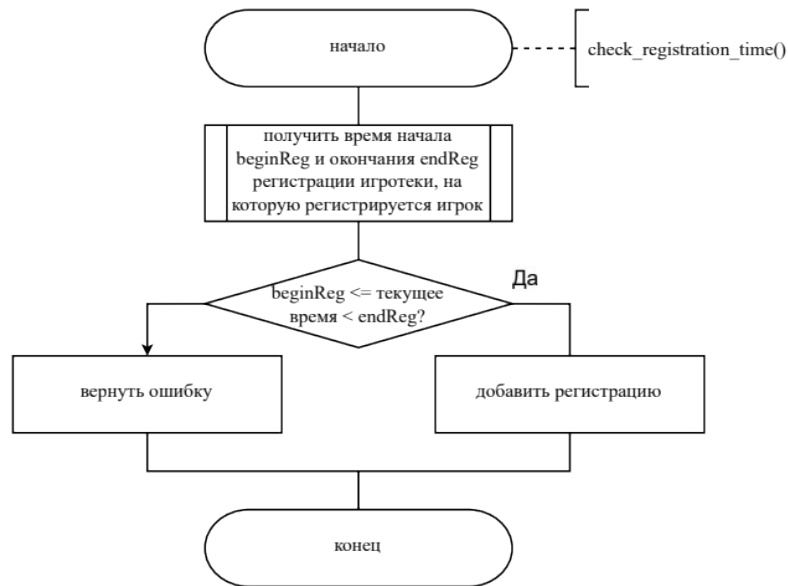 начало
check_registration_time()
получить время начала
beginReg и окончания endReg
регистрации игротеки, на
которую регистрируется игрок
Да
beginReg <= текущее
время < endReg?
вернуть ошибку
добавить регистрацию
конец